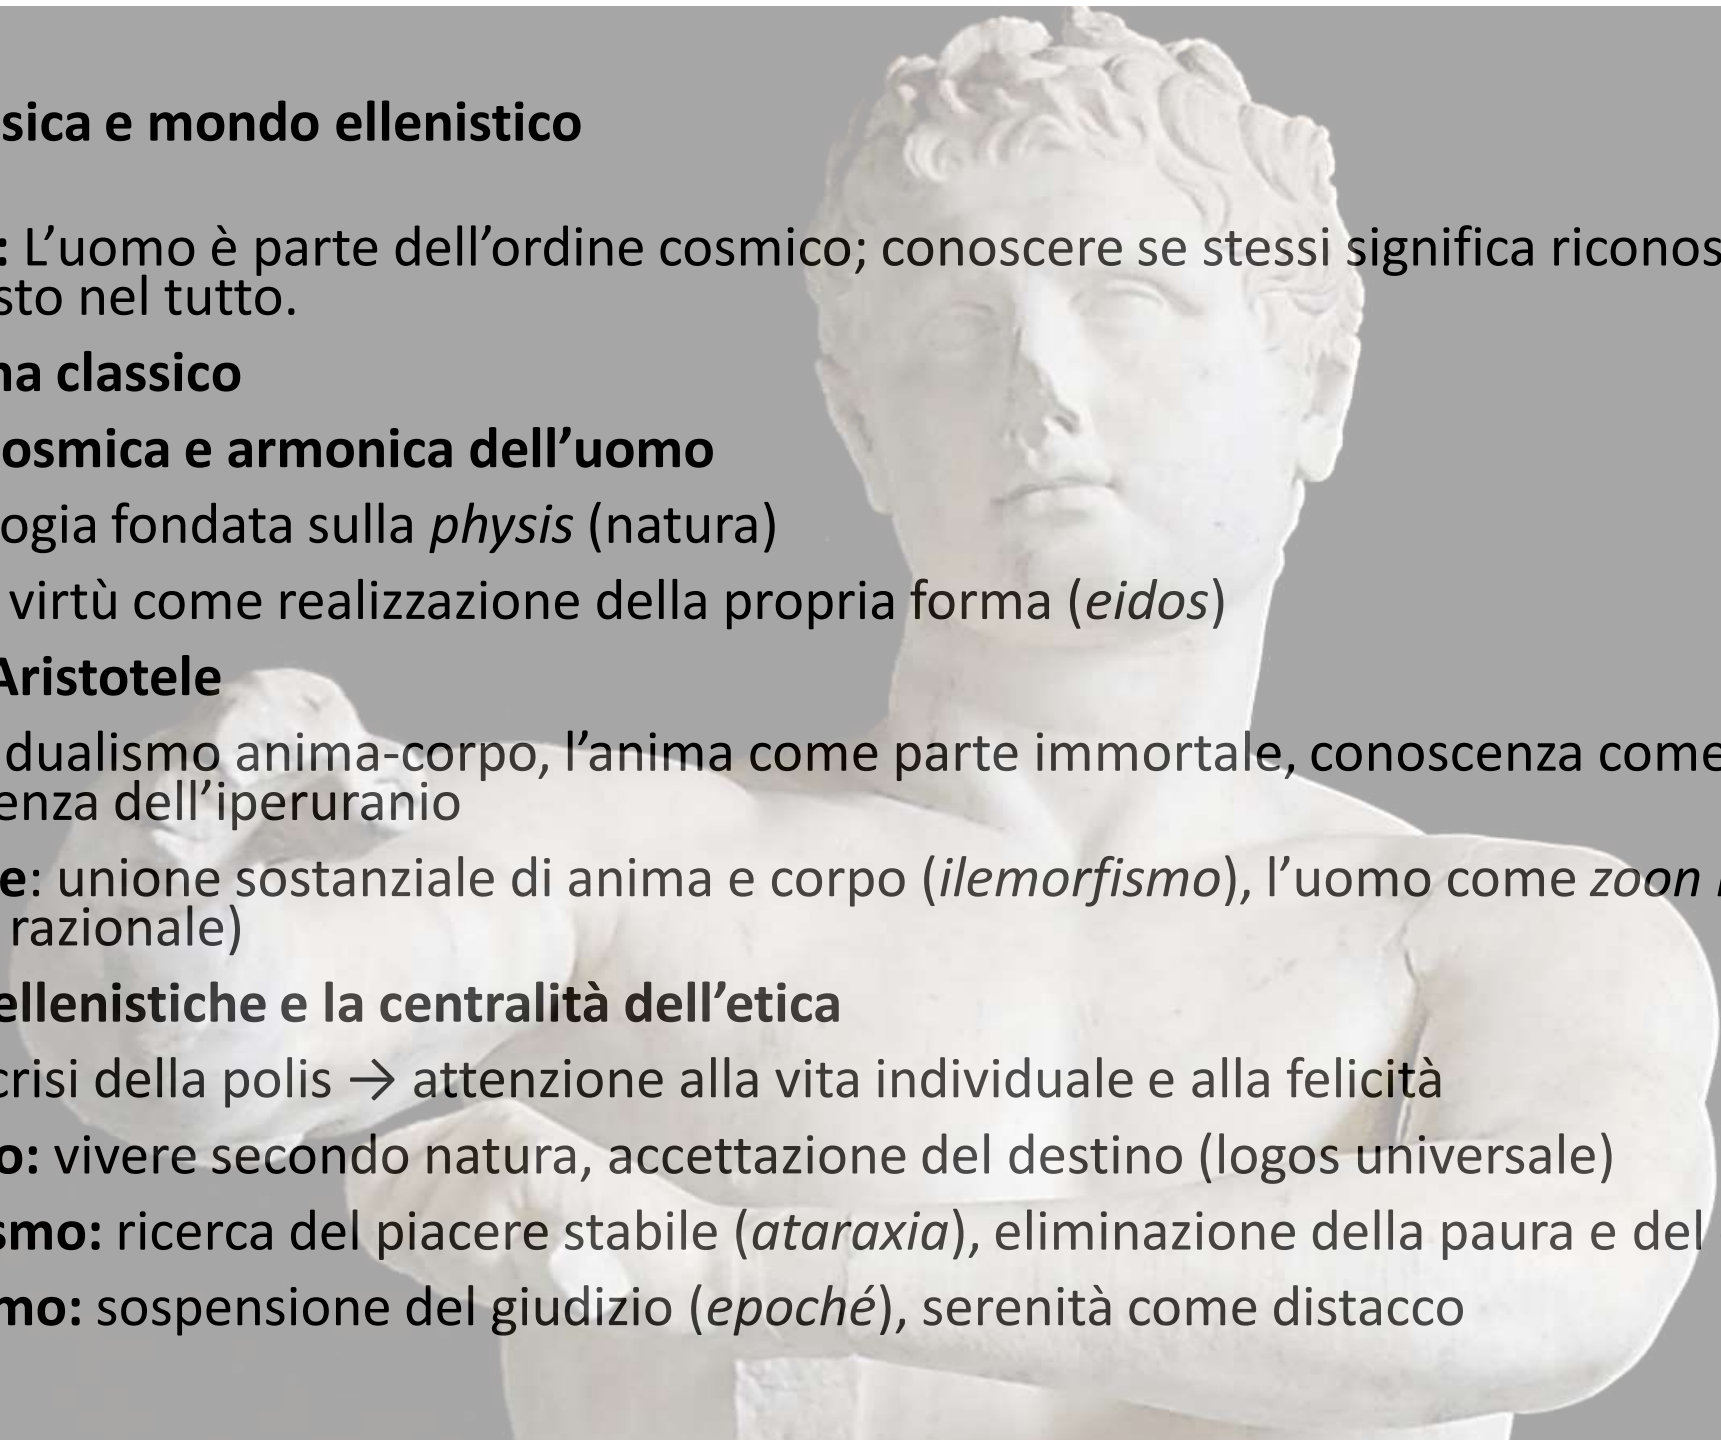 sica e mondo ellenistico
: L’uomo è parte dell’ordine cosmico; conoscere se stessi significa riconos
sto nel tutto.
na classico
osmica e armonica dell’uomo
ogia fondata sulla physis (natura)
virtù come realizzazione della propria forma (eidos)
Aristotele
dualismo anima-corpo, l’anima come parte immortale, conoscenza come
enza dell’iperuranio
e: unione sostanziale di anima e corpo (ilemorfismo), l’uomo come zoon
razionale)
ellenistiche e la centralità dell’etica
crisi della polis → attenzione alla vita individuale e alla felicità
o: vivere secondo natura, accettazione del destino (logos universale)
smo: ricerca del piacere stabile (ataraxia), eliminazione della paura e del
mo: sospensione del giudizio (epoché), serenità come distacco